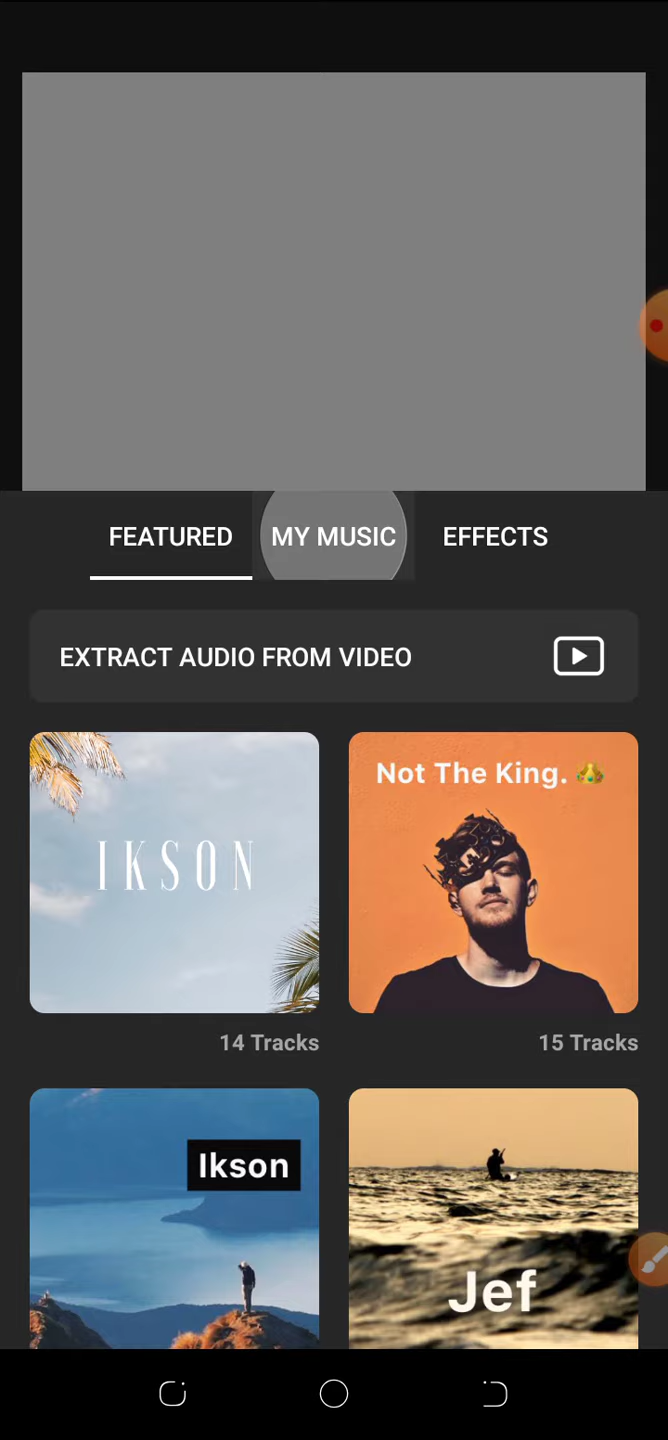 FEATURED MY MUSIC EFFECTS
EXTRACT AUDIO FROM VIDEO
IKSON
Not The King.
14 Tracks
15 Tracks
Ikson
Jef